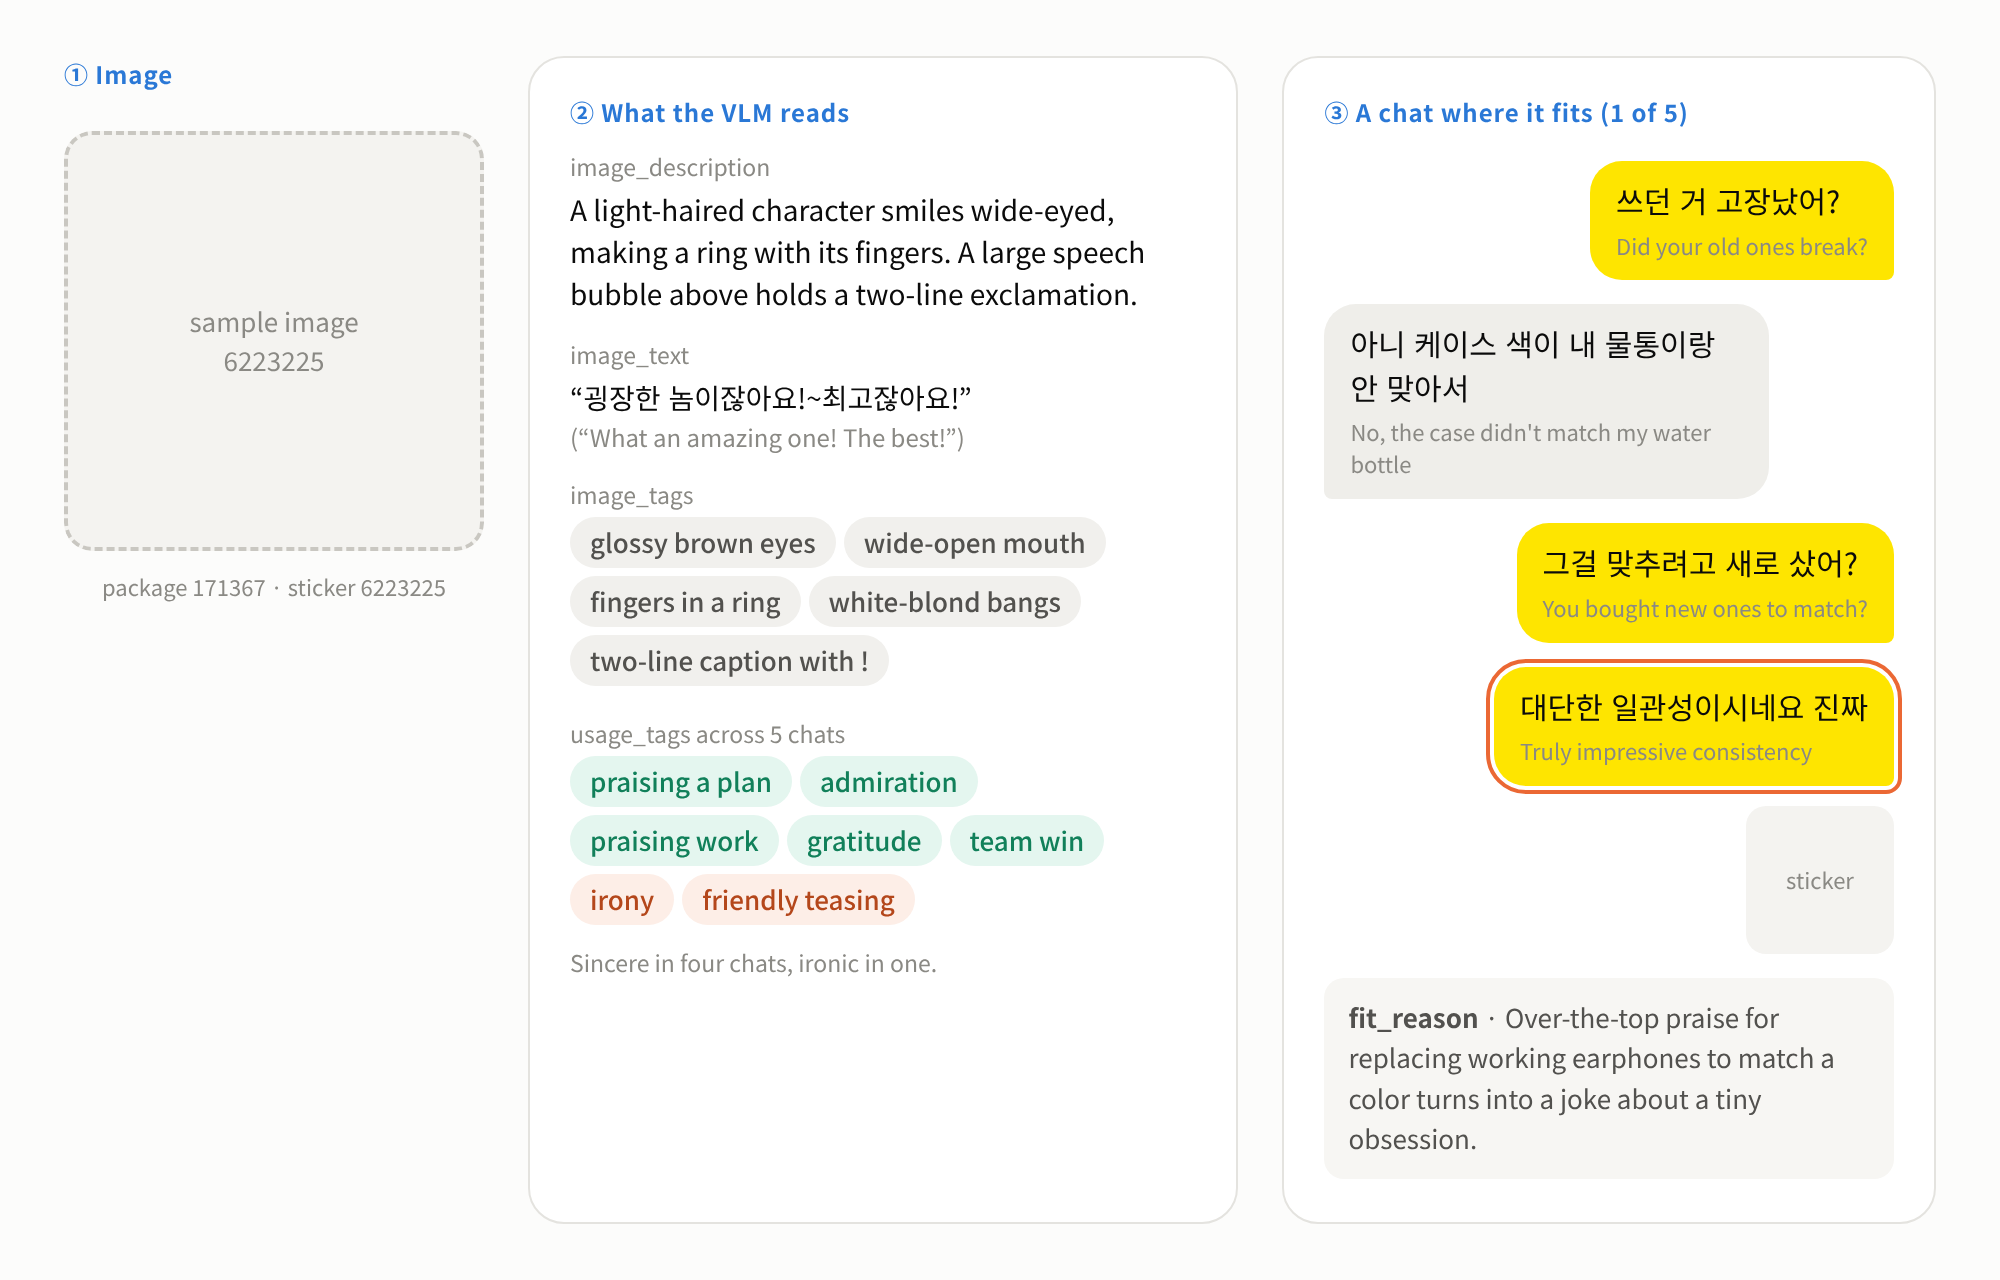 ① Image
sample image
6223225
package 171367 · sticker 6223225
② What the VLM reads
image_description
A light-haired character smiles wide-eyed,
making a ring with its fingers. A large speech
bubble above holds a two-line exclamation.
image_text
“굉장한 놈이잖아요!~최고잖아요!”
(“What an amazing one! The best!”)
image_tags
glossy brown eyes wide-open mouth
fingers in a ring white-blond bangs
two-line caption with !
usage_tags across 5 chats
praising a plan admiration
praising work gratitude team win
irony friendly teasing
Sincere in four chats, ironic in one.
③ A chat where it fits (1 of 5)
쓰던 거 고장났어?
Did your old ones break?
아니 케이스 색이 내 물통이랑
안 맞아서
No, the case didn't match my water
bottle
그걸 맞추려고 새로 샀어?
You bought new ones to match?
대단한 일관성이시네요 진짜
Truly impressive consistency
sticker
fit_reason · Over-the-top praise for
replacing working earphones to match a
color turns into a joke about a tiny
obsession.